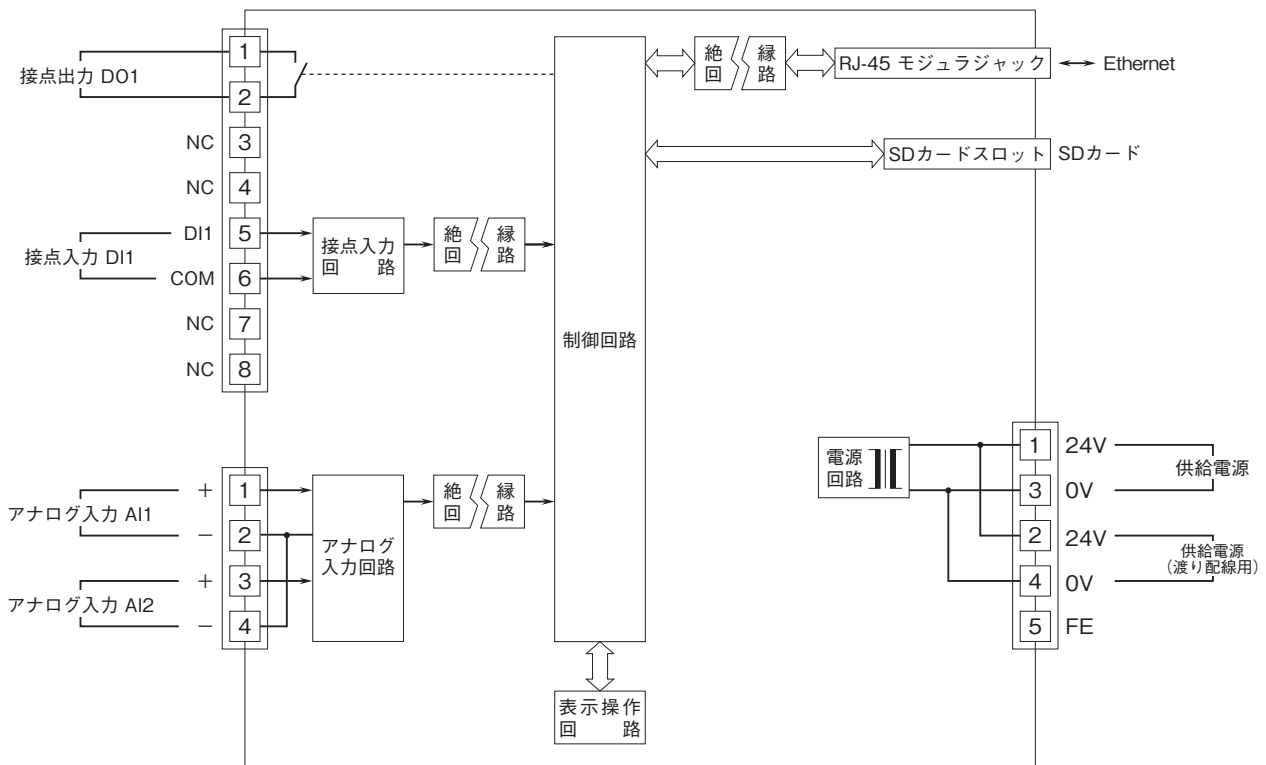 接点出力 DO1
1
2
NC 3
NC 4
接点入力 DI1
DI1 5
COM 6
NC 7
NC 8
接点入力
回 路
絶 縁
回 路
アナログ入力 AI1
+ 1
− 2
アナログ入力 AI2
+ 3
− 4
アナログ
入力回路
絶 縁
回 路
制御回路
表示操作
回 路
絶 縁
回 路
RJ-45 モジュラジャック
Ethernet
SDカードスロット
SDカード
電源
回路
1 24V
3 0V
供給電源
2 24V
4 0V
供給電源
（渡り配線用）
5 FE